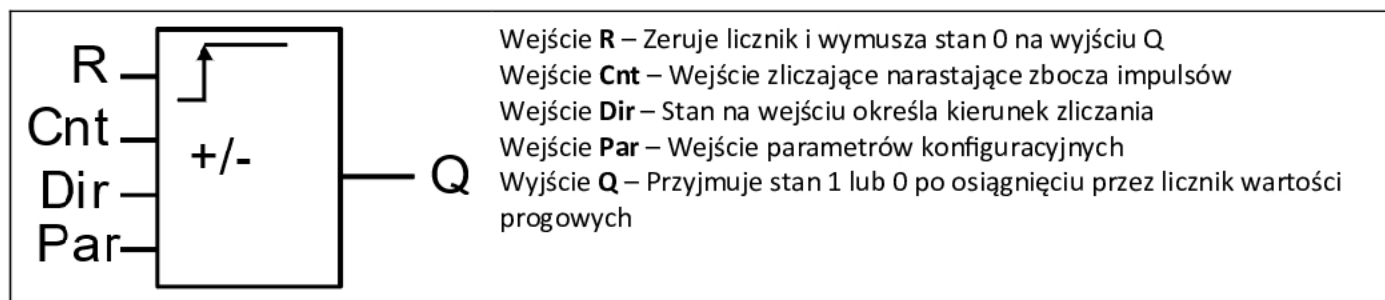 R
Cnt
Dir
Par
+/-
Q
Wejście R – Zeruje licznik i wymusza stan 0 na wyjściu Q
Wejście Cnt – Wejście zliczające narastające zbocza impulsów
Wejście Dir – Stan na wejściu określa kierunek zliczania
Wejście Par – Wejście parametrów konfiguracyjnych
Wyjście Q – Przyjmuje stan 1 lub 0 po osiągnięciu przez licznik wartości
progowych